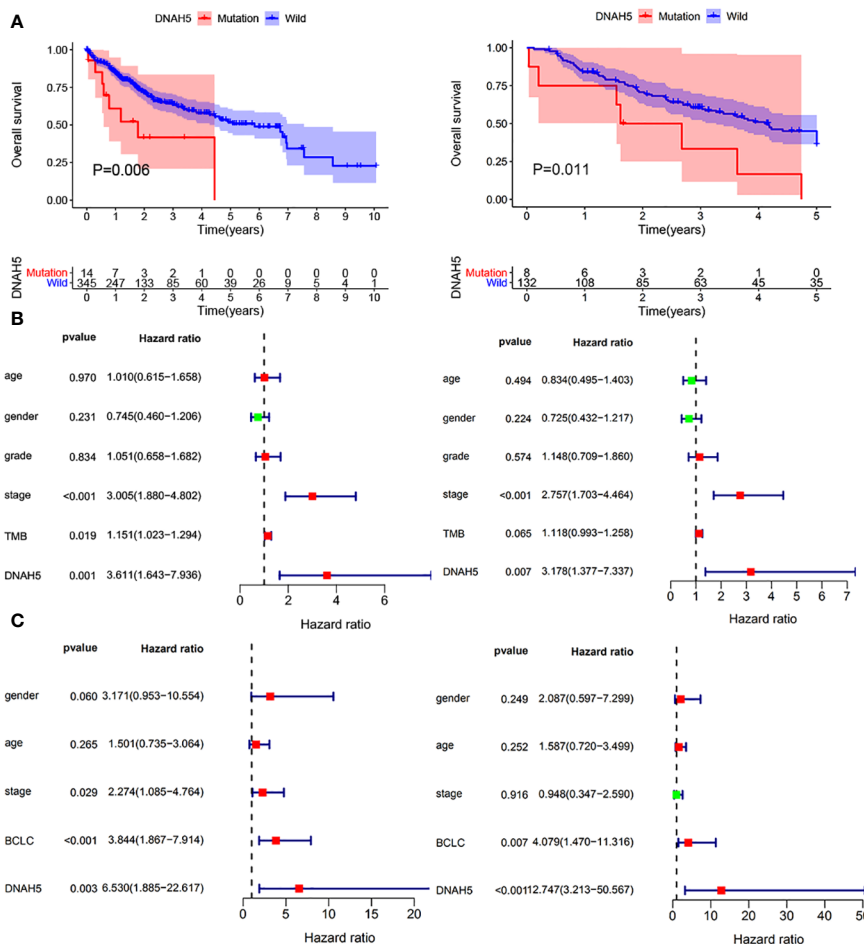 A
DNAH5 Mutation Wild
Overall survival
1.00
0.75
0.50
0.25
0.00
P=0.006
0 1 2 3 4 5 6 7 8 9 10
Time(years)
DNAH5
Mutation 14 7 3 2 1 0 0 0 0 0 0
Wild 345 247 133 85 60 39 26 9 5 4 1
0 1 2 3 4 5 6 7 8 9 10
Time(years)
DNAH5 Mutation Wild
Overall survival
1.00
0.75
0.50
0.25
0.00
P=0.011
0 1 2 3 4 5
Time(years)
DNAH5
Mutation 8 6 3 2 1 0
Wild 132 108 85 63 45 35
0 1 2 3 4 5
Time(years)
B
pvalue Hazard ratio
age 0.970 1.010(0.615−1.658)
gender 0.231 0.745(0.460−1.206)
grade 0.834 1.051(0.658−1.682)
stage <0.001 3.005(1.880−4.802)
TMB 0.019 1.151(1.023−1.294)
DNAH5 0.001 3.611(1.643−7.936)
0 2 4 6
Hazard ratio
pvalue Hazard ratio
age 0.494 0.834(0.495−1.403)
gender 0.224 0.725(0.432−1.217)
grade 0.574 1.148(0.709−1.860)
stage <0.001 2.757(1.703−4.464)
TMB 0.065 1.118(0.993−1.258)
DNAH5 0.007 3.178(1.377−7.337)
0 1 2 3 4 5 6 7
Hazard ratio
C
pvalue Hazard ratio
gender 0.060 3.171(0.953−10.554)
age 0.265 1.501(0.735−3.064)
stage 0.029 2.274(1.085−4.764)
BCLC <0.001 3.844(1.867−7.914)
DNAH5 0.003 6.530(1.885−22.617)
0 5 10 15 20
Hazard ratio
pvalue Hazard ratio
gender 0.249 2.087(0.597−7.299)
age 0.252 1.587(0.720−3.499)
stage 0.916 0.948(0.347−2.590)
BCLC 0.007 4.079(1.470−11.316)
DNAH5 <0.00112.747(3.213−50.567)
0 10 20 30 40 50
Hazard ratio